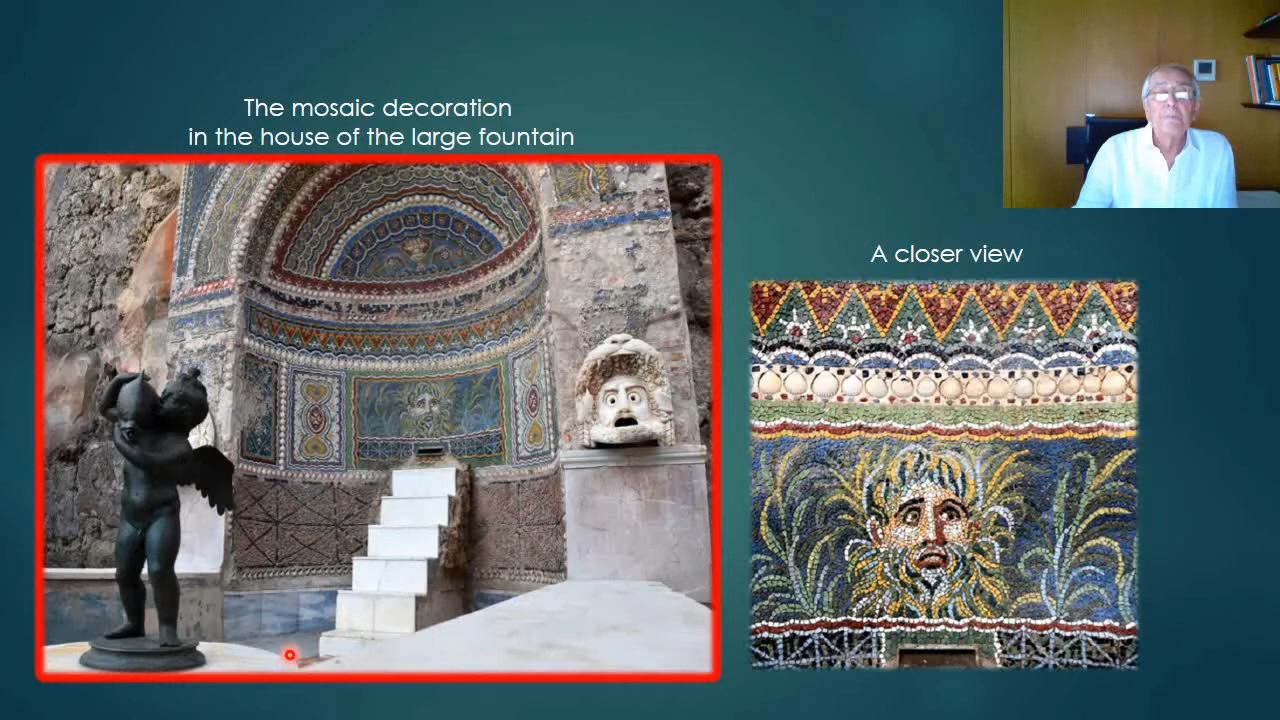 The mosaic decoration
in the house of the large fountain
A closer view